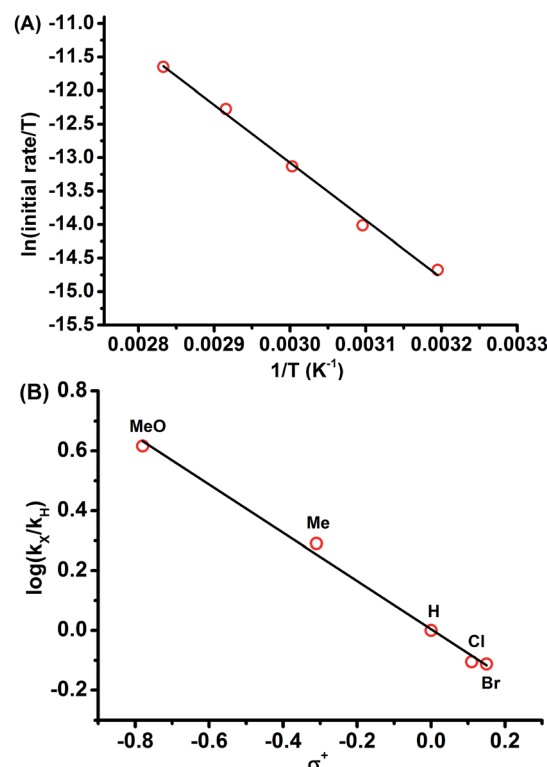 (A)
ln(initial rate/T)
-11.0
-11.5
-12.0
-12.5
-13.0
-13.5
-14.0
-14.5
-15.0
-15.5
0.0028 0.0029 0.0030 0.0031 0.0032 0.0033
1/T (K⁻¹)
(B)
log(kₓ/k_H)
0.8
0.6
0.4
0.2
0.0
-0.2
MeO
Me
H
Cl
Br
-0.8 -0.6 -0.4 -0.2 0.0 0.2
σ⁺